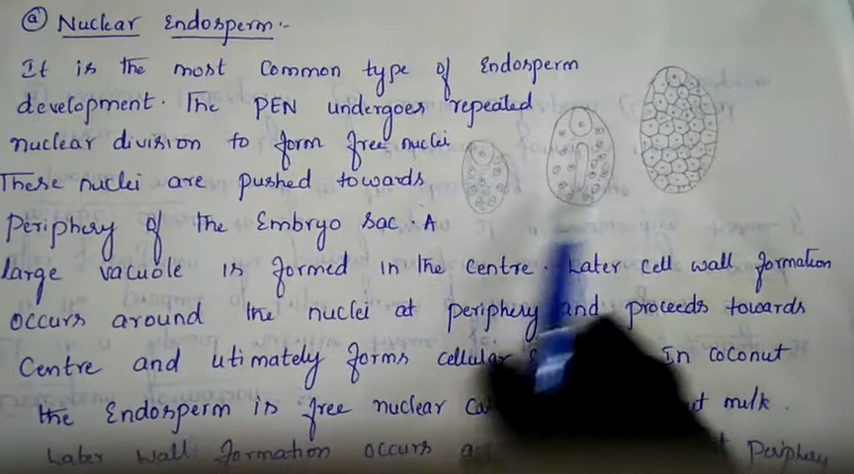 ⓐ Nuclear Endosperm:-
It is the most common type of Endosperm
development. The PEN undergoes repeated
nuclear division to form free nuclei
These nuclei are pushed towards
Periphery of the Embryo sac. A
large vacuole is formed in the centre. Later cell wall formation
occurs around the nuclei at periphery and proceeds towards
Centre and utimately forms cellular In coconut
the Endosperm is free nuclear milk.
Later wall formation occurs periphery